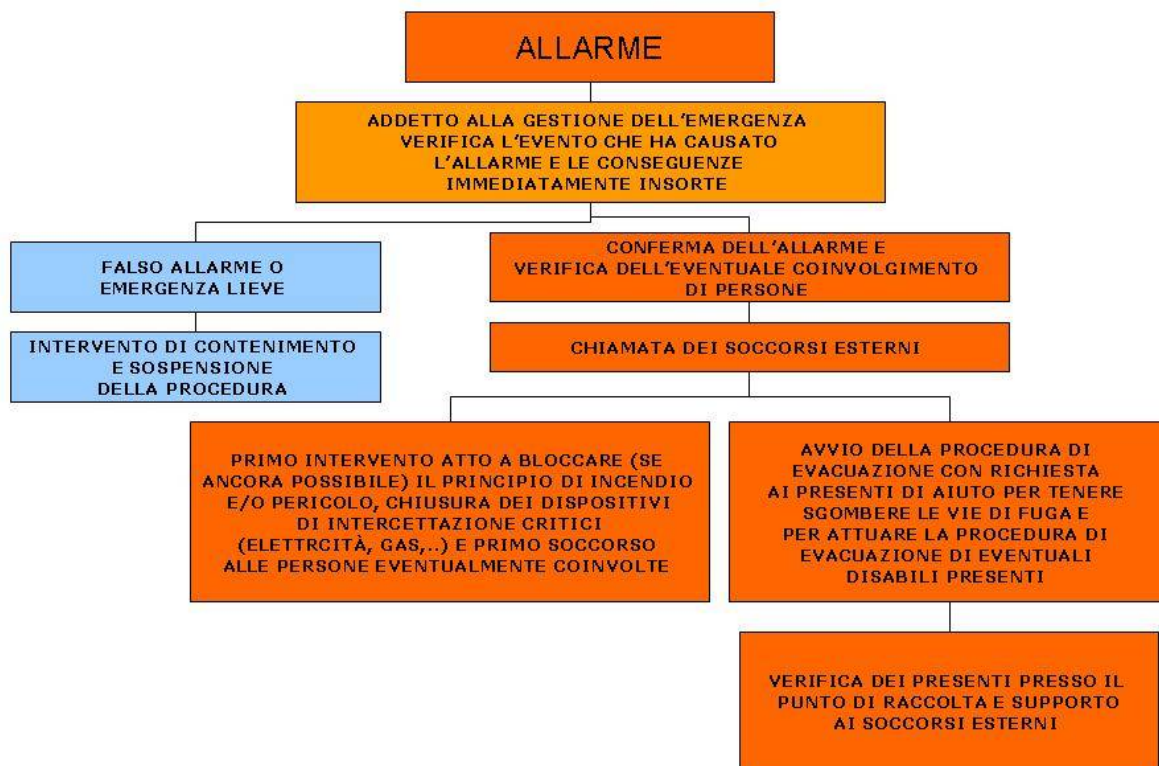 ALLARME
ADDETTO ALLA GESTIONE DELL'EMERGENZA
VERIFICA L'EVENTO CHE HA CAUSATO
L'ALLARME E LE CONSEGUENZE
IMMEDIATAMENTE INSORTE
FALSO ALLARME O
EMERGENZA LIEVE
INTERVENTO DI CONTENIMENTO
E SOSPENSIONE
DELLA PROCEDURA
CONFERMA DELL'ALLARME E
VERIFICA DELL'EVENTUALE COINVOLGIMENTO
DI PERSONE
CHIAMATA DEI SOCCORSI ESTERNI
PRIMO INTERVENTO ATTO A BLOCCARE (SE
ANCORA POSSIBILE) IL PRINCIPIO DI INCENDIO
E/O PERICOLO, CHIUSURA DEI DISPOSITIVI
DI INTERCETTAZIONE CRITICI
(ELETTRCITÀ, GAS,..) E PRIMO SOCCORSO
ALLE PERSONE EVENTUALMENTE COINVOLTE
AVVIO DELLA PROCEDURA DI
EVACUAZIONE CON RICHIESTA
AI PRESENTI DI AIUTO PER TENERE
SGOMBERE LE VIE DI FUGA E
PER ATTUARE LA PROCEDURA DI
EVACUAZIONE DI EVENTUALI
DISABILI PRESENTI
VERIFICA DEI PRESENTI PRESSO IL
PUNTO DI RACCOLTA E SUPPORTO
AI SOCCORSI ESTERNI